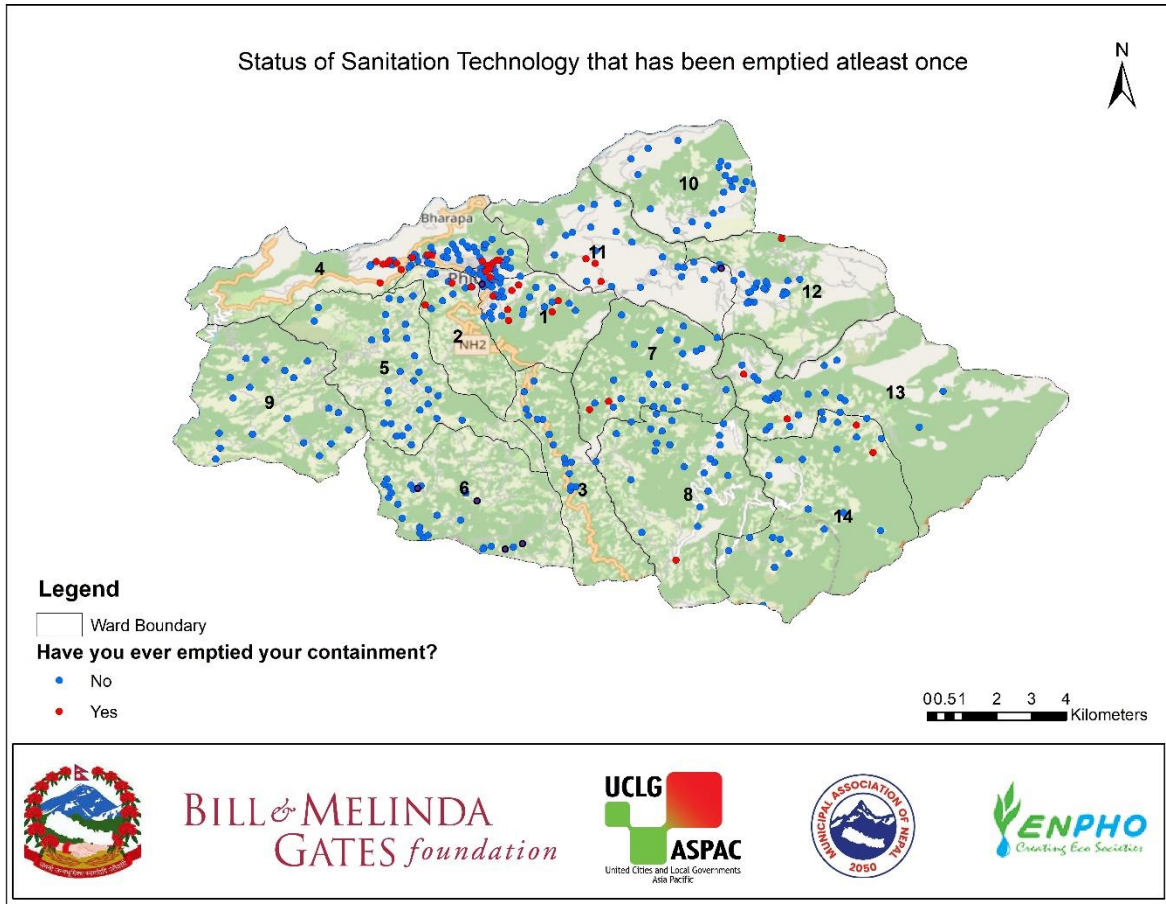 Status of Sanitation Technology that has been emptied atleast once
N
10
Bharapa
11
4
12
1
2
NH2
7
5
13
9
6
3
8
14
Legend
Ward Boundary
Have you ever emptied your containment?
No
Yes
0 0.5 1 2 3 4
Kilometers
BILL & MELINDA
GATES foundation
UCLG
ASPAC
United Cities and Local Governments
Asia Pacific
MUNICIPAL ASSOCIATION OF NEPAL
2050
ENPHO
Creating Eco Societies